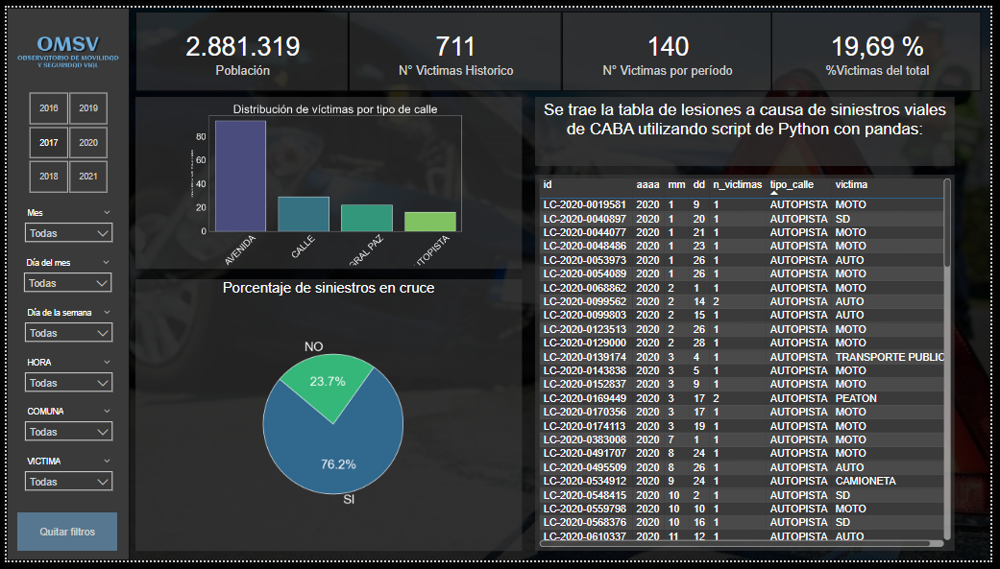 OMSV
OBSERVATORIO DE MOVILIDAD
Y SEGURIDAD VIAL
2016 2019
2017 2020
2018 2021
Mes
Todas
Día del mes
Todas
Día de la semana
Todas
HORA
Todas
COMUNA
Todas
VICTIMA
Todas
Quitar filtros
2.881.319
Población
711
N° Victimas Historico
140
N° Victimas por período
19,69 %
%Victimas del total
Distribución de víctimas por tipo de calle
80
60
40
20
0
AVENIDA
CALLE
GRAL PAZ
UTOPISTA
Porcentaje de siniestros en cruce
NO
23.7%
76.2%
SI
Se trae la tabla de lesiones a causa de siniestros viales
de CABA utilizando script de Python con pandas:
id aaaa mm dd n_victimas tipo_calle victima
LC-2020-0019581 2020 1 9 1 AUTOPISTA MOTO
LC-2020-0040897 2020 1 20 1 AUTOPISTA SD
LC-2020-0044077 2020 1 21 1 AUTOPISTA MOTO
LC-2020-0048486 2020 1 23 1 AUTOPISTA MOTO
LC-2020-0053973 2020 1 26 1 AUTOPISTA AUTO
LC-2020-0054089 2020 1 26 1 AUTOPISTA MOTO
LC-2020-0068862 2020 2 1 1 AUTOPISTA MOTO
LC-2020-0099562 2020 2 14 2 AUTOPISTA AUTO
LC-2020-0099803 2020 2 15 1 AUTOPISTA AUTO
LC-2020-0123513 2020 2 26 1 AUTOPISTA MOTO
LC-2020-0129000 2020 2 28 1 AUTOPISTA MOTO
LC-2020-0139174 2020 3 4 1 AUTOPISTA TRANSPORTE PUBLIC
LC-2020-0143838 2020 3 5 1 AUTOPISTA MOTO
LC-2020-0152837 2020 3 9 1 AUTOPISTA MOTO
LC-2020-0169449 2020 3 17 2 AUTOPISTA PEATON
LC-2020-0170356 2020 3 17 1 AUTOPISTA MOTO
LC-2020-0174113 2020 3 19 1 AUTOPISTA MOTO
LC-2020-0383008 2020 7 1 1 AUTOPISTA MOTO
LC-2020-0491707 2020 8 24 1 AUTOPISTA MOTO
LC-2020-0495509 2020 8 26 1 AUTOPISTA AUTO
LC-2020-0534912 2020 9 24 1 AUTOPISTA CAMIONETA
LC-2020-0548415 2020 10 2 1 AUTOPISTA SD
LC-2020-0559798 2020 10 10 1 AUTOPISTA MOTO
LC-2020-0568376 2020 10 16 1 AUTOPISTA SD
LC-2020-0610337 2020 11 12 1 AUTOPISTA AUTO